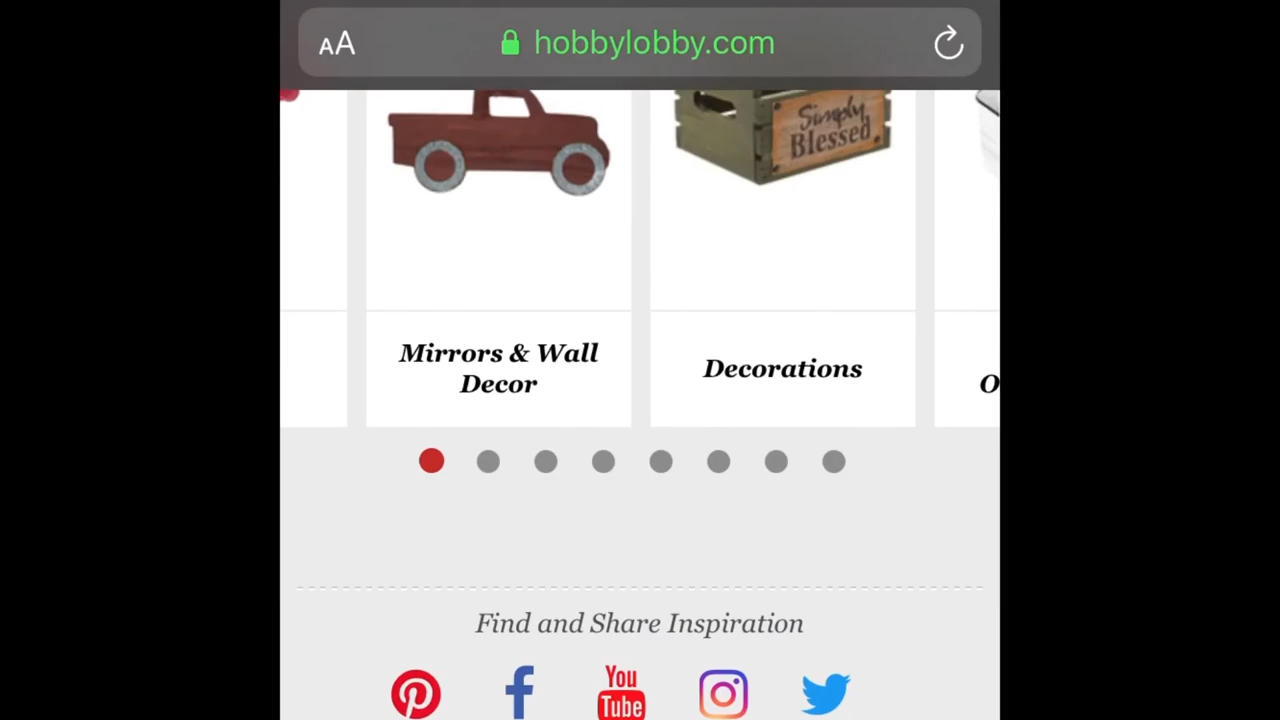 AA hobbylobby.com
Simply
Blessed
Mirrors & Wall
Decor
Decorations
O
Find and Share Inspiration
You
Tube